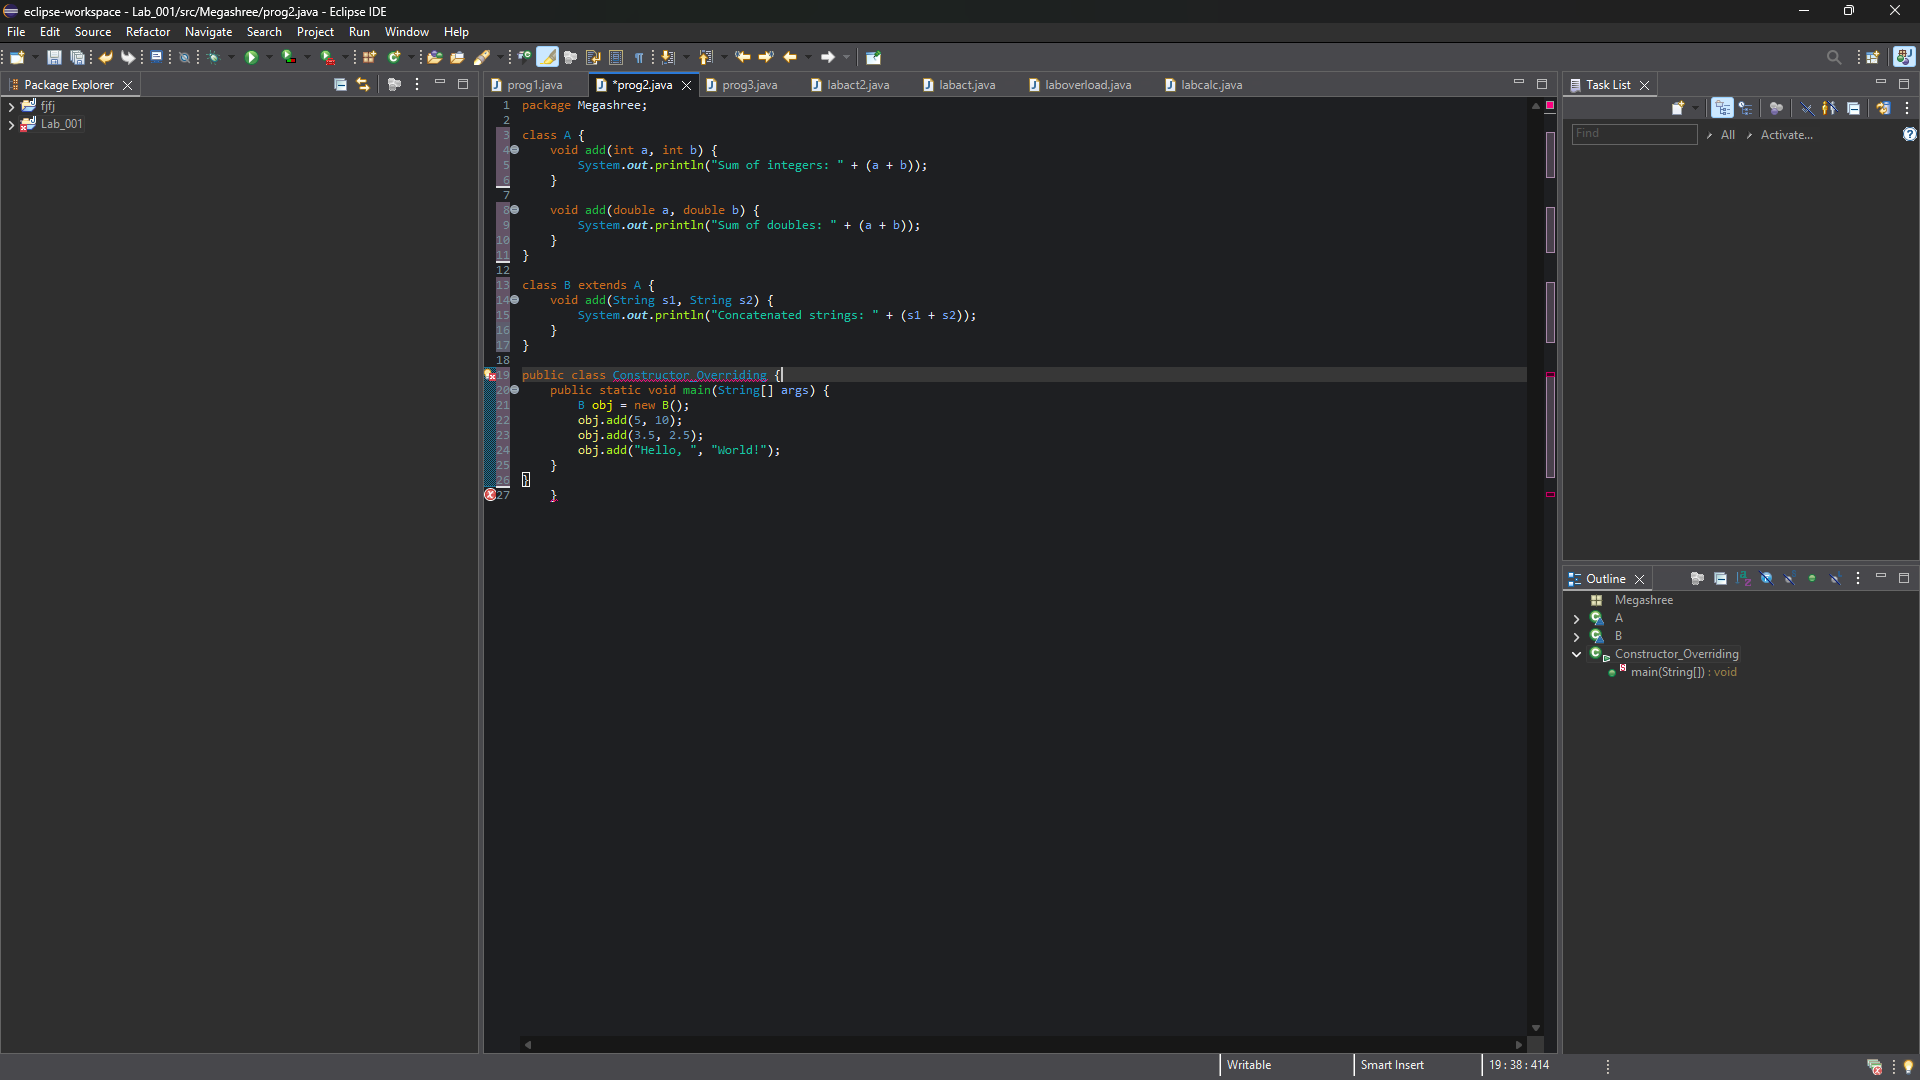 eclipse-workspace - Lab_001/src/Megashree/prog2.java - Eclipse IDE
File Edit Source Refactor Navigate Search Project Run Window Help
Package Explorer
fjfj
Lab_001
prog1.java *prog2.java prog3.java labact2.java labact.java laboverload.java labcalc.java
1 package Megashree;
2
3 class A {
4 void add(int a, int b) {
5 System.out.println("Sum of integers: " + (a + b));
6 }
7
8 void add(double a, double b) {
9 System.out.println("Sum of doubles: " + (a + b));
10 }
11 }
12
13 class B extends A {
14 void add(String s1, String s2) {
15 System.out.println("Concatenated strings: " + (s1 + s2));
16 }
17 }
18
19 public class Constructor_Overriding {
20 public static void main(String[] args) {
21 B obj = new B();
22 obj.add(5, 10);
23 obj.add(3.5, 2.5);
24 obj.add("Hello, ", "World!");
25 }
26 }
27 }
Task List
Find All Activate...
Outline
Megashree
A
B
Constructor_Overriding
main(String[]) : void
Writable Smart Insert 19 : 38 : 414